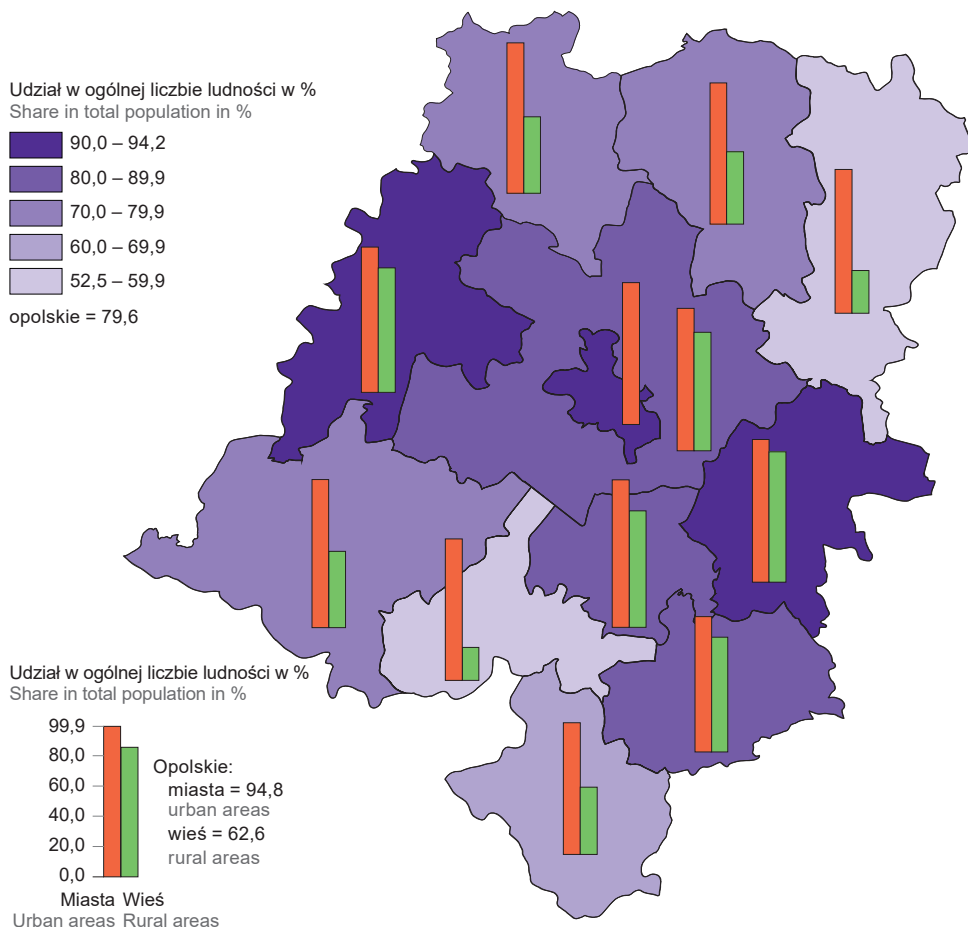 Udział w ogólnej liczbie ludności w %
Share in total population in %
90,0 – 94,2
80,0 – 89,9
70,0 – 79,9
60,0 – 69,9
52,5 – 59,9
opolskie = 79,6
Udział w ogólnej liczbie ludności w %
Share in total population in %
99,9
80,0
60,0
40,0
20,0
0,0
Opolskie:
miasta = 94,8
urban areas
wieś = 62,6
rural areas
Miasta Wieś
Urban areas Rural areas